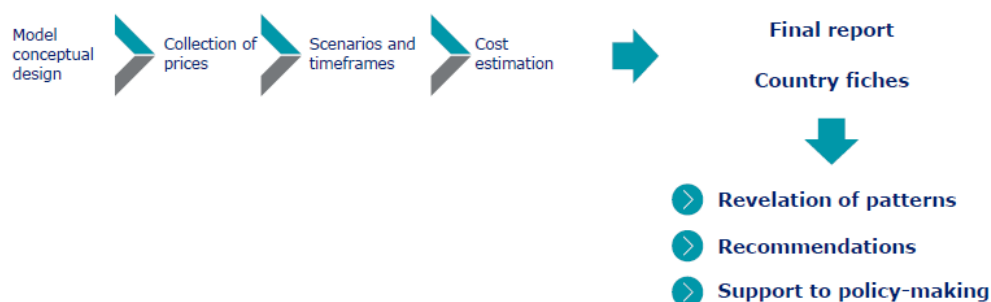 Model
conceptual
design
Collection of
prices
Scenarios and
timeframes
Cost
estimation
Final report
Country fiches
Revelation of patterns
Recommendations
Support to policy-making